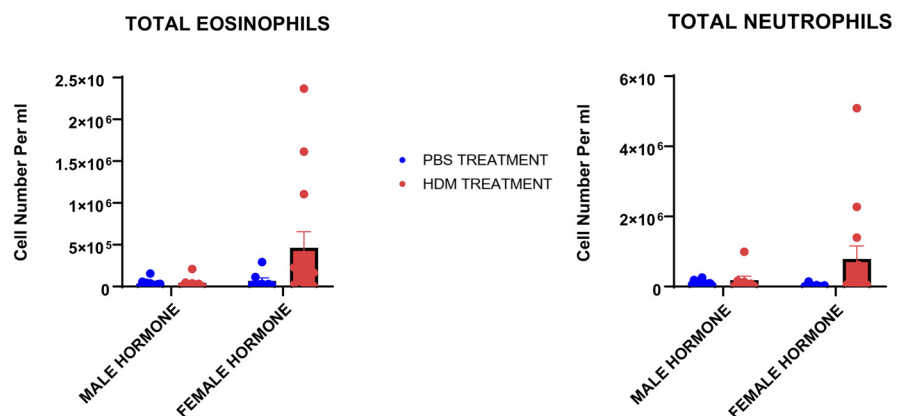 TOTAL EOSINOPHILS
Cell Number Per ml
2.5×10
2×10⁶
1.5×10⁶
1×10⁶
5×10⁵
0
MALE HORMONE
FEMALE HORMONE
PBS TREATMENT
HDM TREATMENT
TOTAL NEUTROPHILS
Cell Number Per ml
6×10
4×10⁶
2×10⁶
0
MALE HORMONE
FEMALE HORMONE